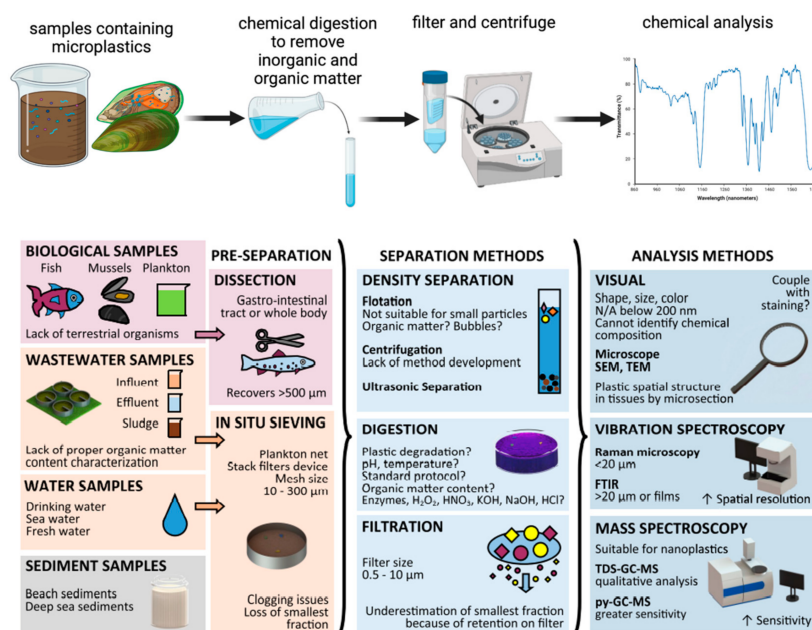 samples containing
microplastics
chemical digestion
to remove
inorganic and
organic matter
filter and centrifuge
chemical analysis
Transmittance (%)
100
80
60
40
20
0
Wavelength (nanometers)
BIOLOGICAL SAMPLES
Fish
Mussels
Plankton
Lack of terrestrial organisms
WASTEWATER SAMPLES
Influent
Effluent
Sludge
Lack of proper organic matter
content characterization
WATER SAMPLES
Drinking water
Sea water
Fresh water
SEDIMENT SAMPLES
Beach sediments
Deep sea sediments
PRE-SEPARATION
DISSECTION
Gastro-intestinal
tract or whole body
Recovers >500 µm
IN SITU SIEVING
Plankton net
Stack filters device
Mesh size
10 - 300 µm
Clogging issues
Loss of smallest
fraction
SEPARATION METHODS
DENSITY SEPARATION
Flotation
Not suitable for small particles
Organic matter? Bubbles?
Centrifugation
Lack of method development
Ultrasonic Separation
DIGESTION
Plastic degradation?
pH, temperature?
Standard protocol?
Organic matter content?
Enzymes, H₂O₂, HNO₃, KOH, NaOH, HCl?
FILTRATION
Filter size
0.5 - 10 µm
Underestimation of smallest fraction
because of retention on filter
ANALYSIS METHODS
VISUAL
Shape, size, color
N/A below 200 nm
Cannot identify chemical
composition
Couple
with
staining?
Microscope
SEM, TEM
Plastic spatial structure
in tissues by microsection
VIBRATION SPECTROSCOPY
Raman microscopy
<20 µm
FTIR
>20 µm or films
↑ Spatial resolution
MASS SPECTROSCOPY
Suitable for nanoplastics
TDS-GC-MS
qualitative analysis
py-GC-MS
greater sensitivity
↑ Sensitivity